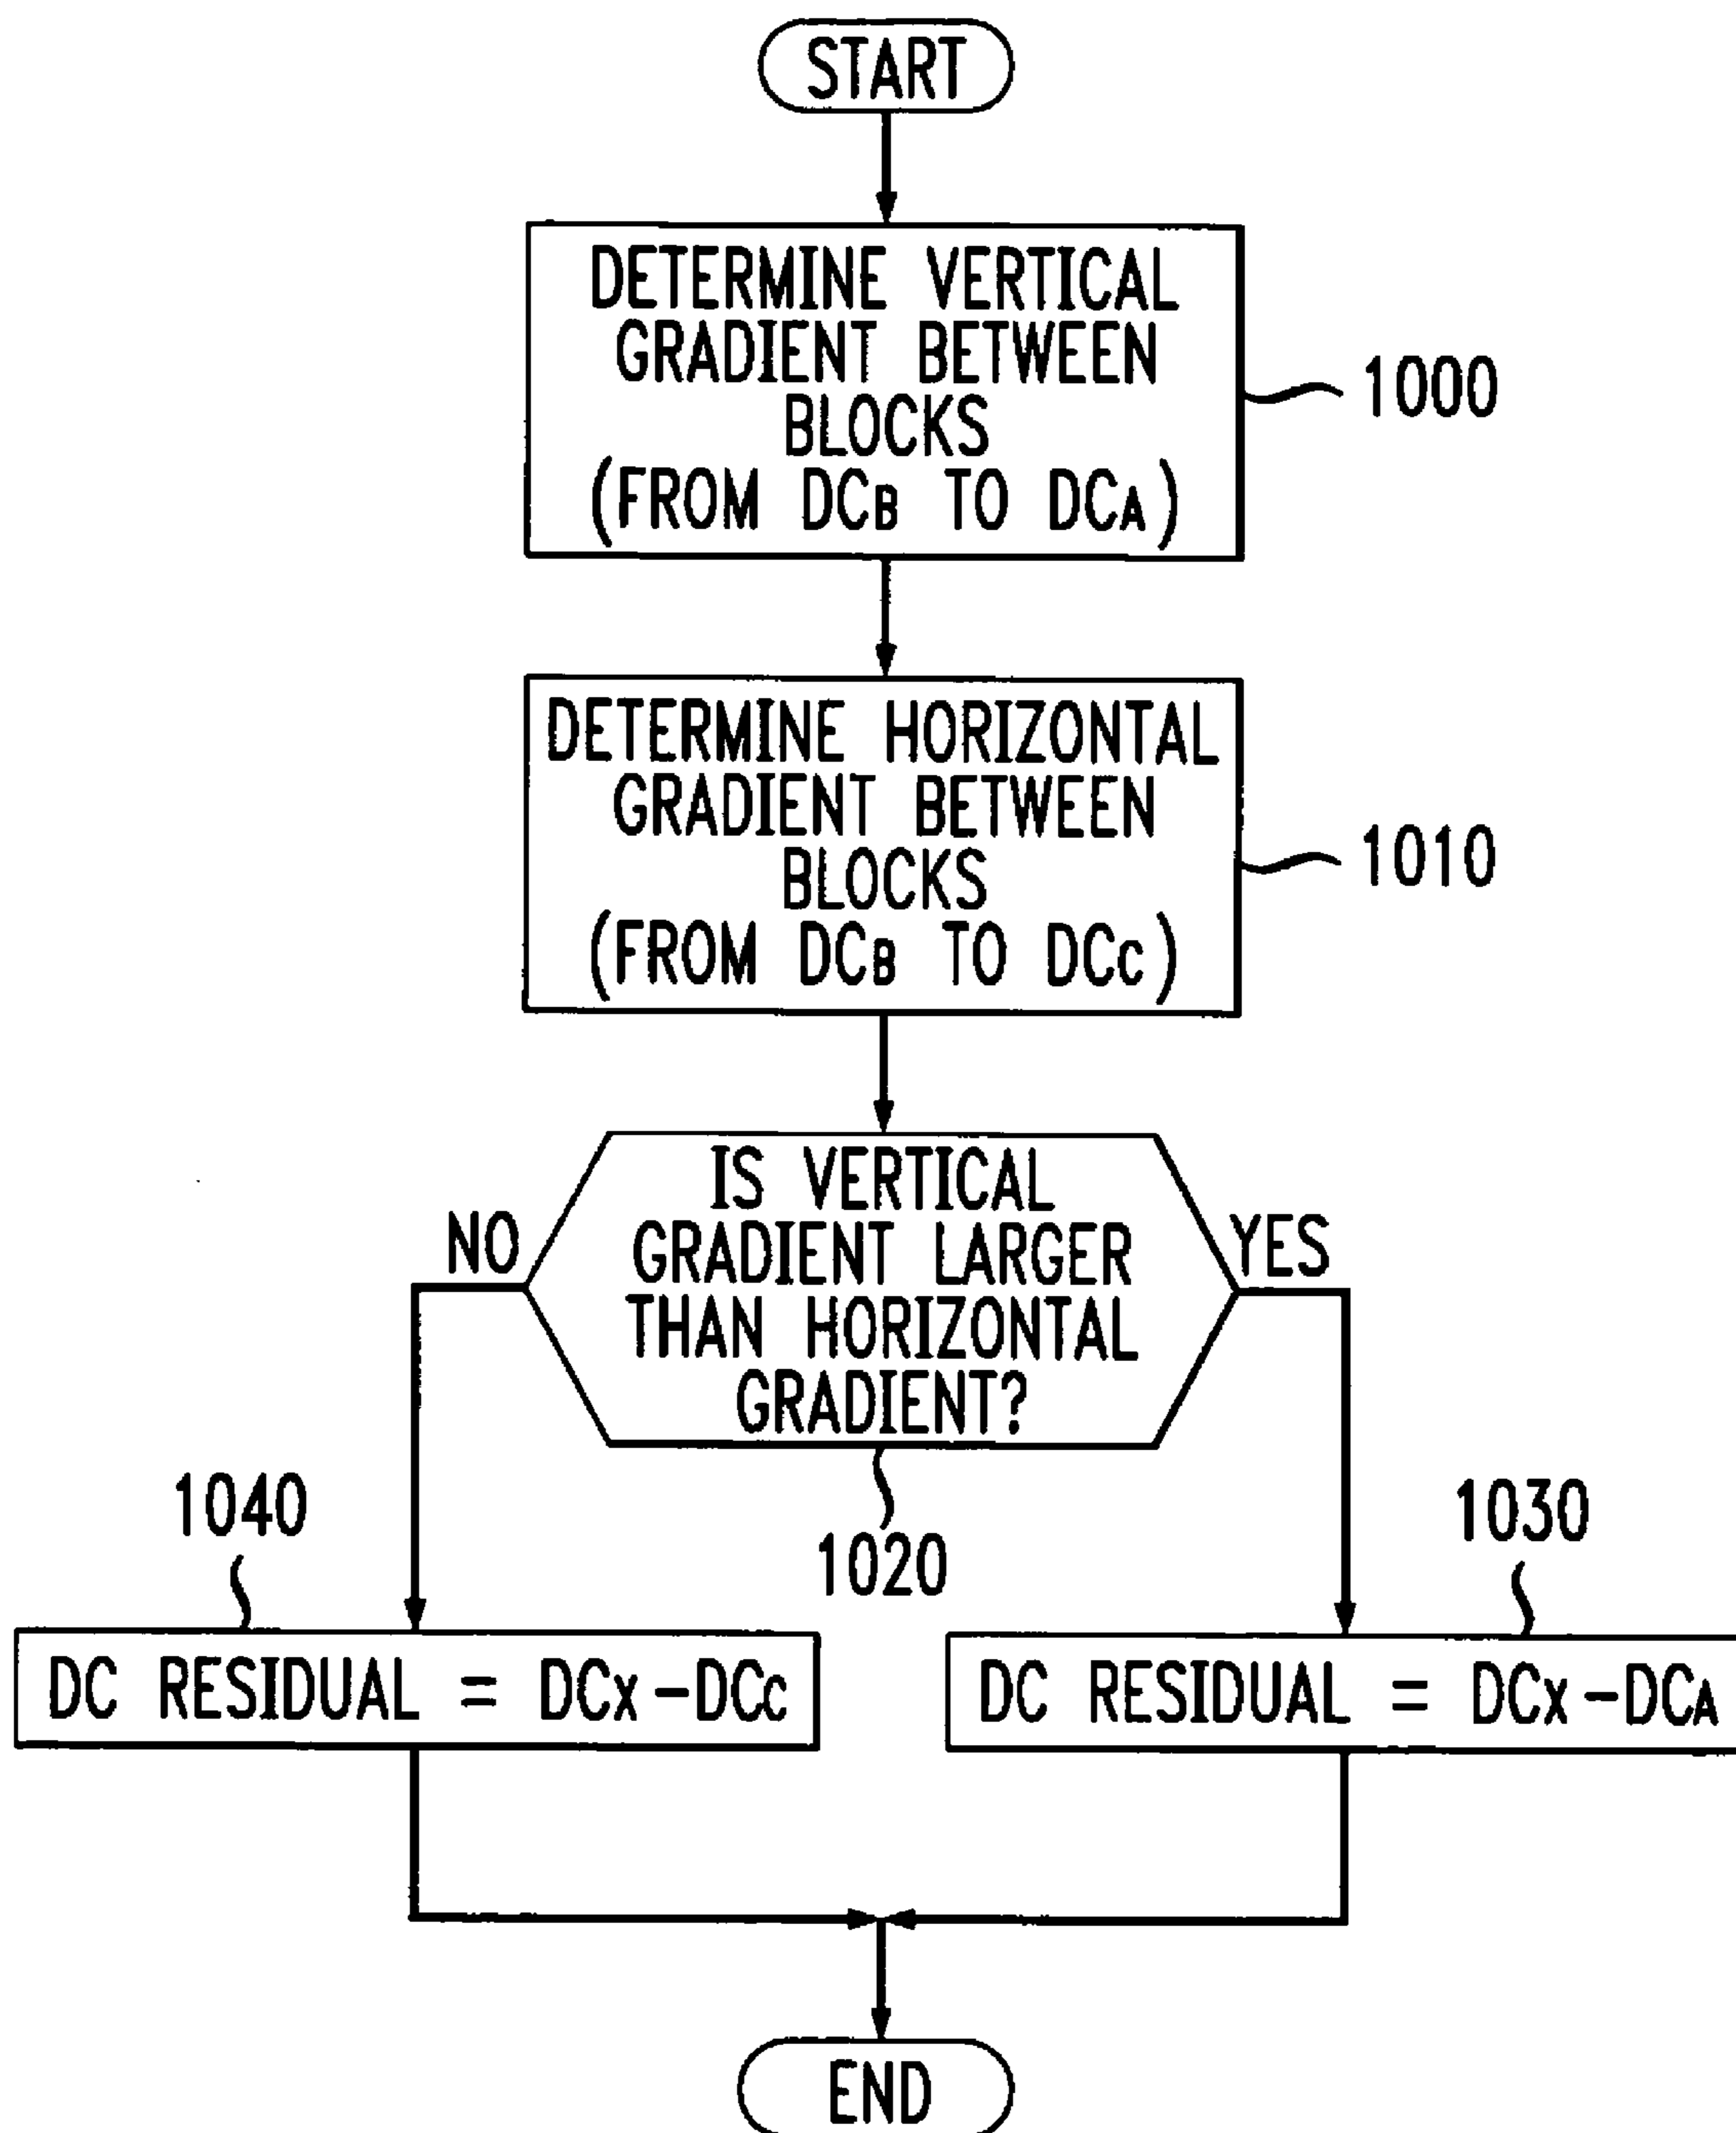 START
DETERMINE VERTICAL
GRADIENT BETWEEN
BLOCKS
(FROM DCB TO DCA)
1000
DETERMINE HORIZONTAL
GRADIENT BETWEEN
BLOCKS
(FROM DCB TO DCC)
1010
IS VERTICAL
GRADIENT LARGER
THAN HORIZONTAL
GRADIENT?
NO
YES
1020
1040
1030
DC RESIDUAL = DCX-DCC
DC RESIDUAL = DCX-DCA
END